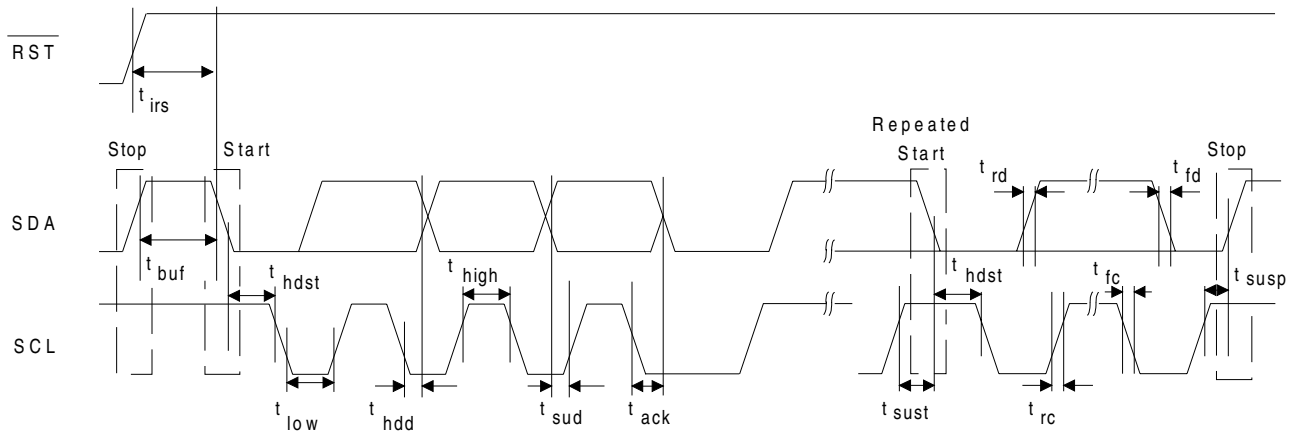 RST
t irs
Repeated
Stop Start Start Stop
t rd t fd
SDA
t buf t hdst t high t hdst t fc t susp
SCL
t low t hdd t sud t ack t sust t rc